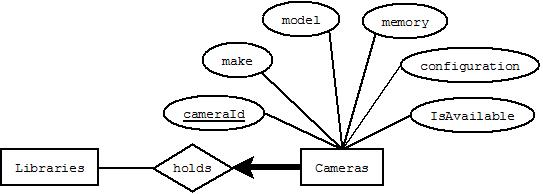 model
memory
make
configuration
cameraId
IsAvailable
Libraries
holds
Cameras